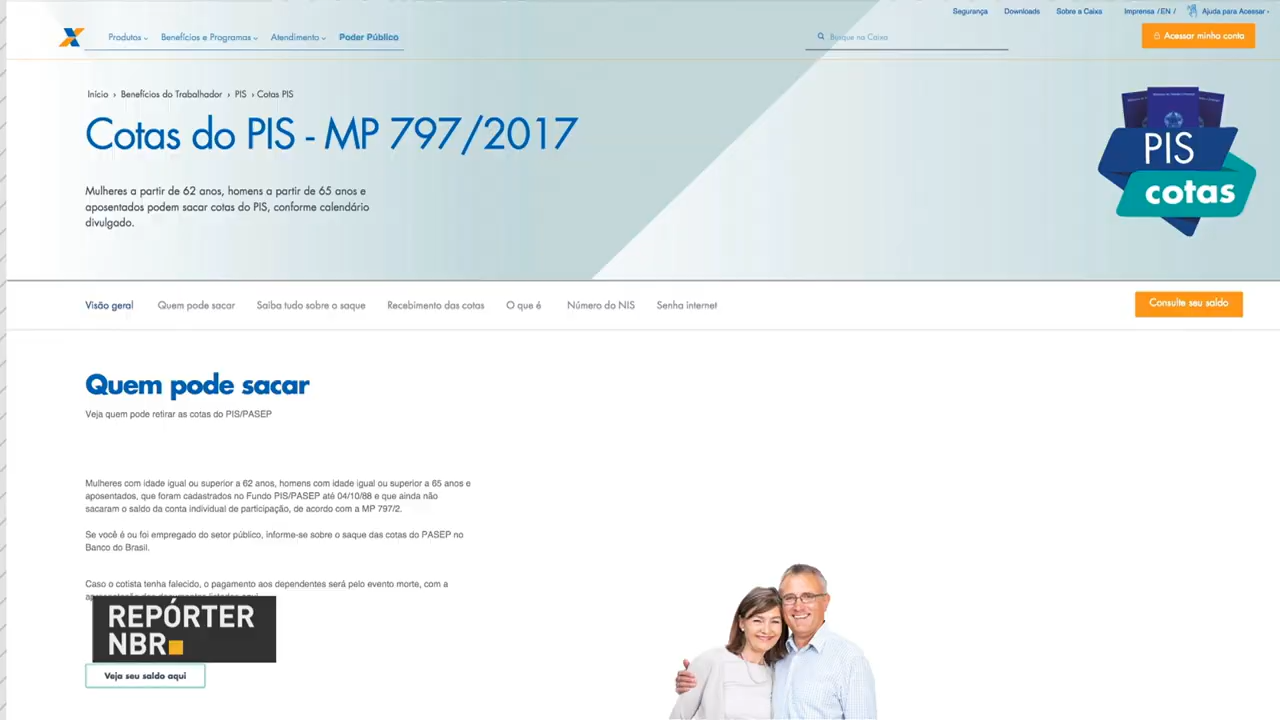 Segurança Downloads Sobre a Caixa Imprensa / EN / Ajuda para Acessar
Produtos Benefícios e Programas Atendimento Poder Público
Busque na Caixa
Acessar minha conta
Início › Benefícios do Trabalhador › PIS › Cotas PIS
Cotas do PIS - MP 797/2017
Mulheres a partir de 62 anos, homens a partir de 65 anos e
aposentados podem sacar cotas do PIS, conforme calendário
divulgado.
PIS
cotas
Visão geral Quem pode sacar Saiba tudo sobre o saque Recebimento das cotas O que é Número do NIS Senha internet
Consulte seu saldo
Quem pode sacar
Veja quem pode retirar as cotas do PIS/PASEP
Mulheres com idade igual ou superior a 62 anos, homens com idade igual ou superior a 65 anos e
aposentados, que foram cadastrados no Fundo PIS/PASEP até 04/10/88 e que ainda não
sacaram o saldo da conta individual de participação, de acordo com a MP 797/2.
Se você é ou foi empregado do setor público, informe-se sobre o saque das cotas do PASEP no
Banco do Brasil.
Caso o cotista tenha falecido, o pagamento aos dependentes será pelo evento morte, com a
REPÓRTER
NBR
Veja seu saldo aqui